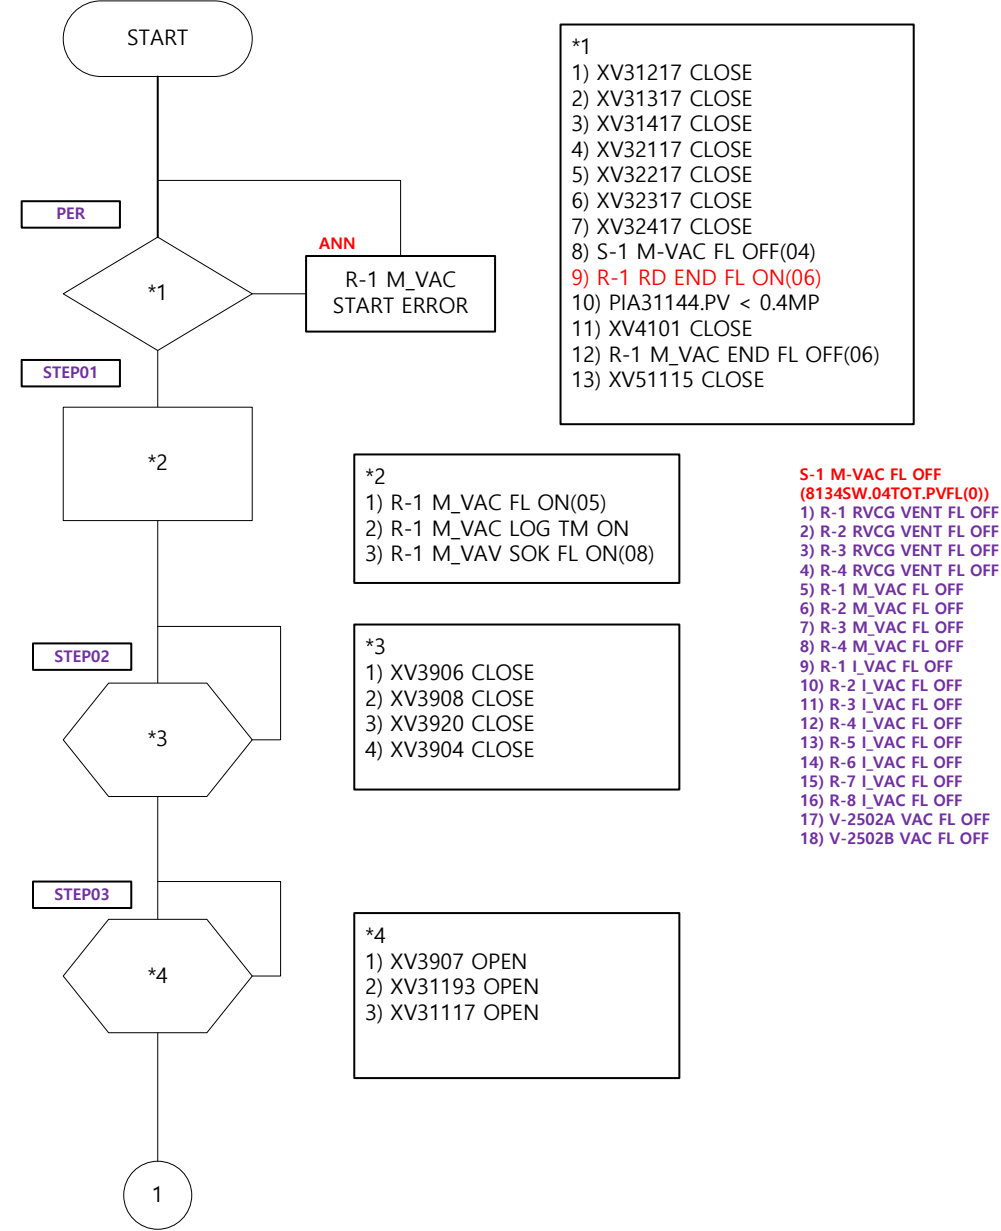 START
PER
*1
ANN
R-1 M_VAC
START ERROR
STEP01
*2
STEP02
*3
STEP03
*4
1
*1
1) XV31217 CLOSE
2) XV31317 CLOSE
3) XV31417 CLOSE
4) XV32117 CLOSE
5) XV32217 CLOSE
6) XV32317 CLOSE
7) XV32417 CLOSE
8) S-1 M-VAC FL OFF(04)
9) R-1 RD END FL ON(06)
10) PIA31144.PV < 0.4MP
11) XV4101 CLOSE
12) R-1 M_VAC END FL OFF(06)
13) XV51115 CLOSE
*2
1) R-1 M_VAC FL ON(05)
2) R-1 M_VAC LOG TM ON
3) R-1 M_VAV SOK FL ON(08)
*3
1) XV3906 CLOSE
2) XV3908 CLOSE
3) XV3920 CLOSE
4) XV3904 CLOSE
*4
1) XV3907 OPEN
2) XV31193 OPEN
3) XV31117 OPEN
S-1 M-VAC FL OFF
(8134SW.04TOT.PVFL(0))
1) R-1 RVCG VENT FL OFF
2) R-2 RVCG VENT FL OFF
3) R-3 RVCG VENT FL OFF
4) R-4 RVCG VENT FL OFF
5) R-1 M_VAC FL OFF
6) R-2 M_VAC FL OFF
7) R-3 M_VAC FL OFF
8) R-4 M_VAC FL OFF
9) R-1 I_VAC FL OFF
10) R-2 I_VAC FL OFF
11) R-3 I_VAC FL OFF
12) R-4 I_VAC FL OFF
13) R-5 I_VAC FL OFF
14) R-6 I_VAC FL OFF
15) R-7 I_VAC FL OFF
16) R-8 I_VAC FL OFF
17) V-2502A VAC FL OFF
18) V-2502B VAC FL OFF